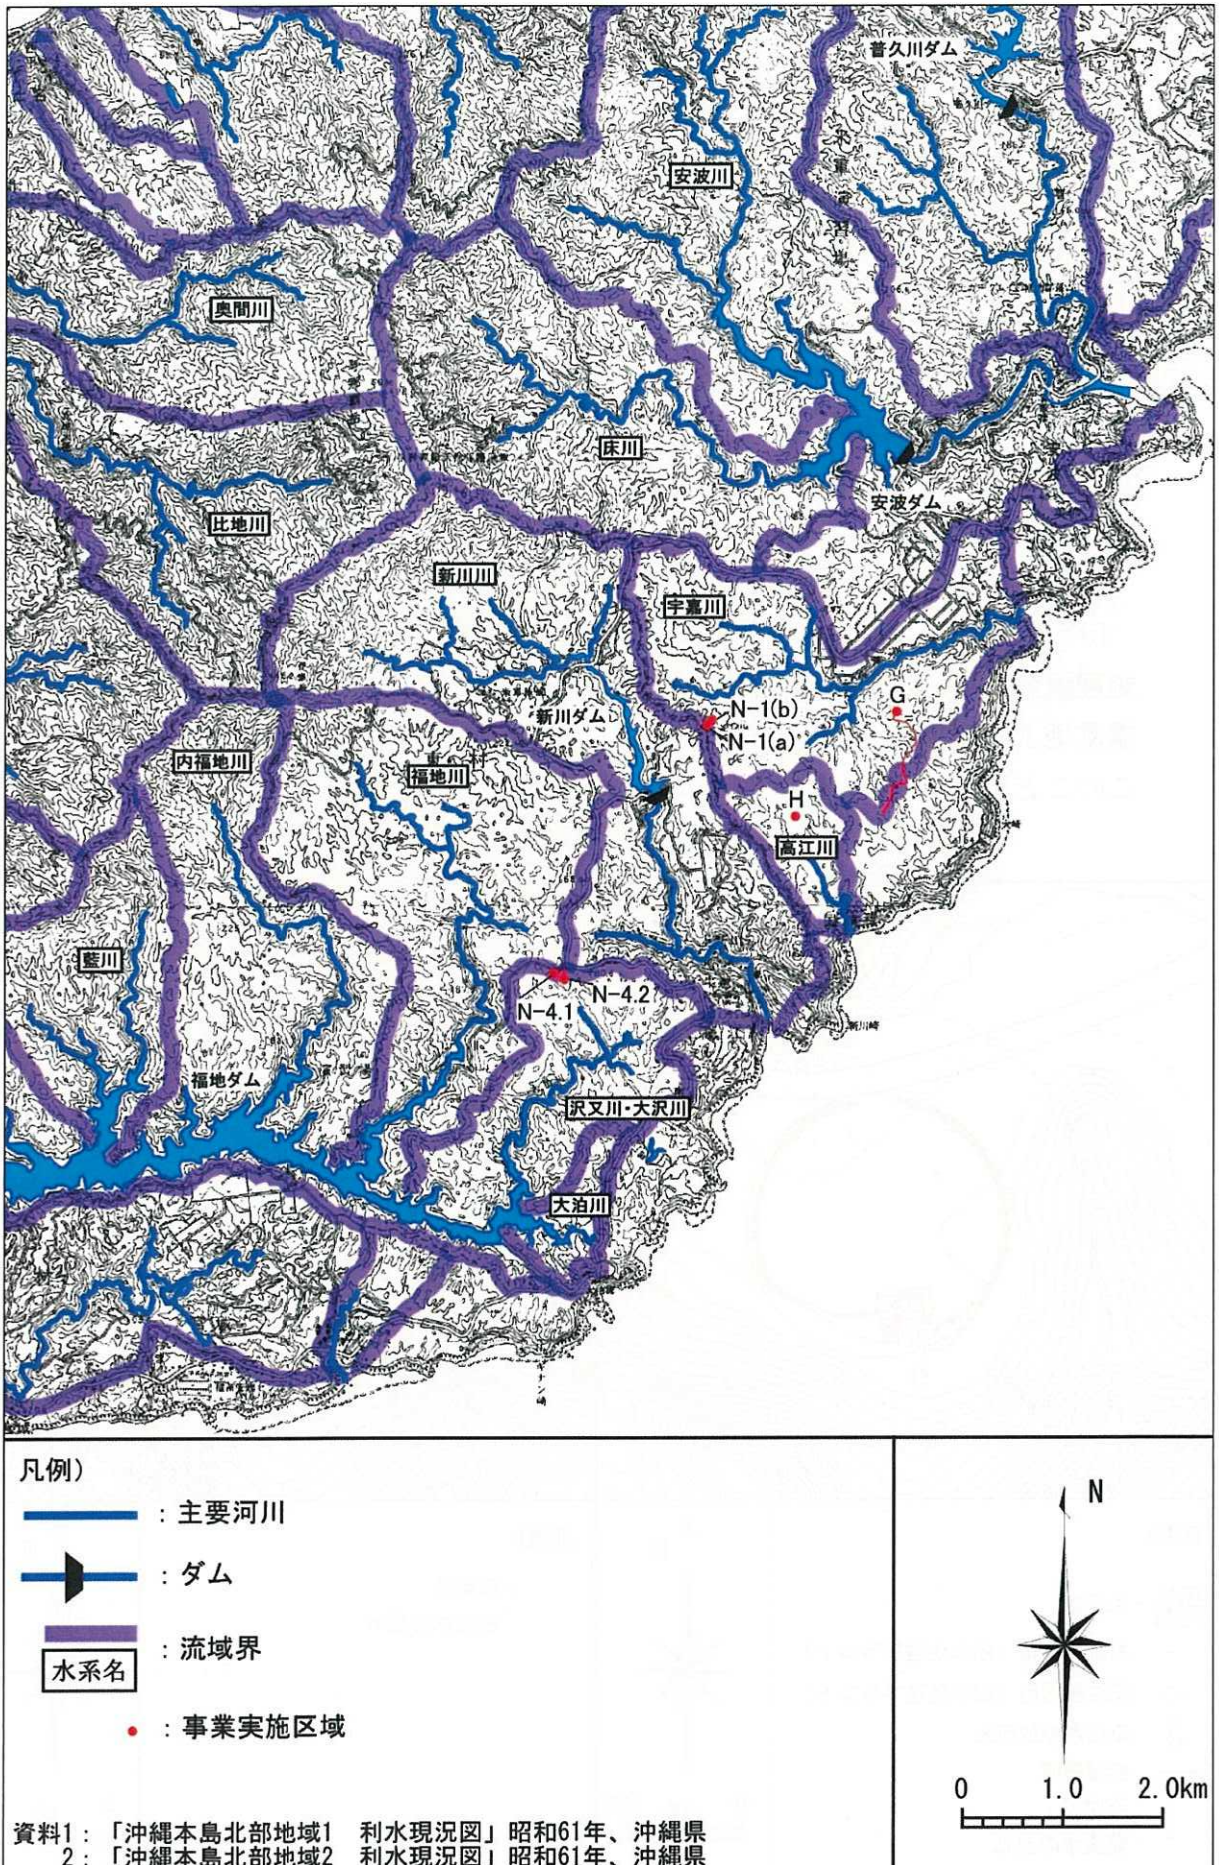 普久川ダム
安波川
奥間川
床川
安波ダム
比地川
新川川
宇嘉川
G
N-1(b)
新川ダム
N-1(a)
内福地川
福地川
H
高江川
藍川
N-4.2
N-4.1
新川崎
福地ダム
沢又川・大沢川
大泊川
凡例)
：主要河川
：ダム
：流域界
水系名
：事業実施区域
N
0 1.0 2.0km
資料1：「沖縄本島北部地域1 利水現況図」昭和61年、沖縄県
2：「沖縄本島北部地域2 利水現況図」昭和61年、沖縄県